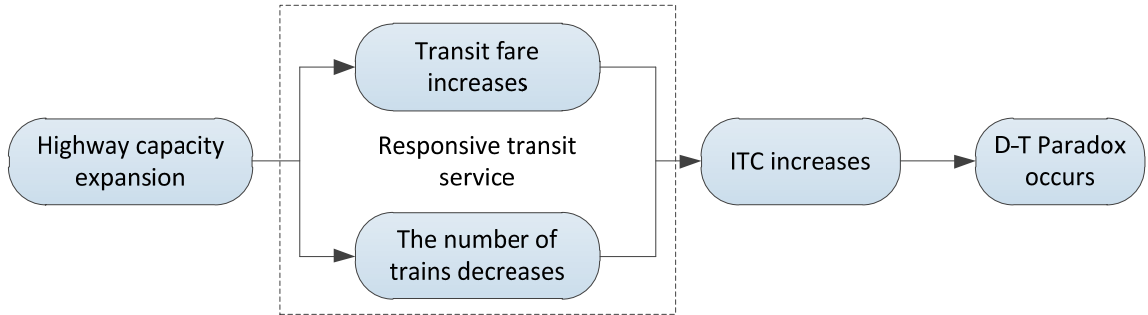 Highway capacity
expansion
Transit fare
increases
Responsive transit
service
The number of
trains decreases
ITC increases
D-T Paradox
occurs